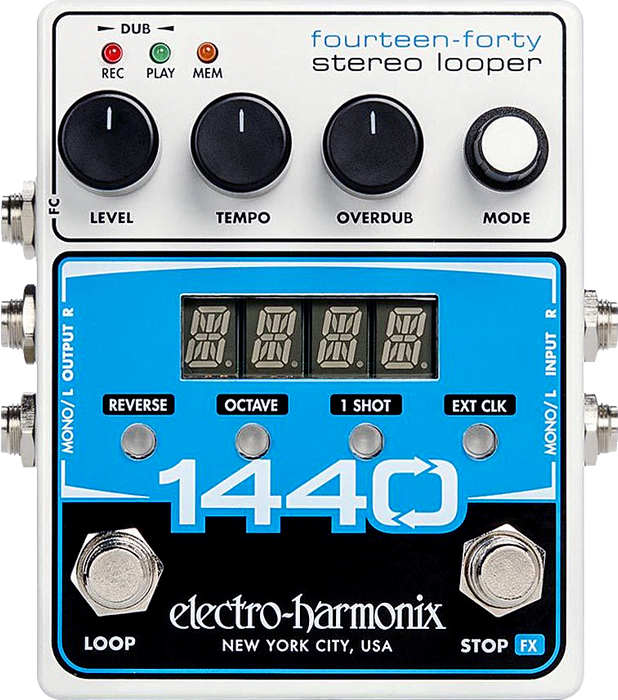 DUB
REC PLAY MEM
fourteen-forty
stereo looper
FC
LEVEL TEMPO OVERDUB MODE
MONO/L OUTPUT R
MONO/L INPUT R
REVERSE OCTAVE 1 SHOT EXT CLK
1440
electro-harmonix
NEW YORK CITY, USA
LOOP
STOP FX